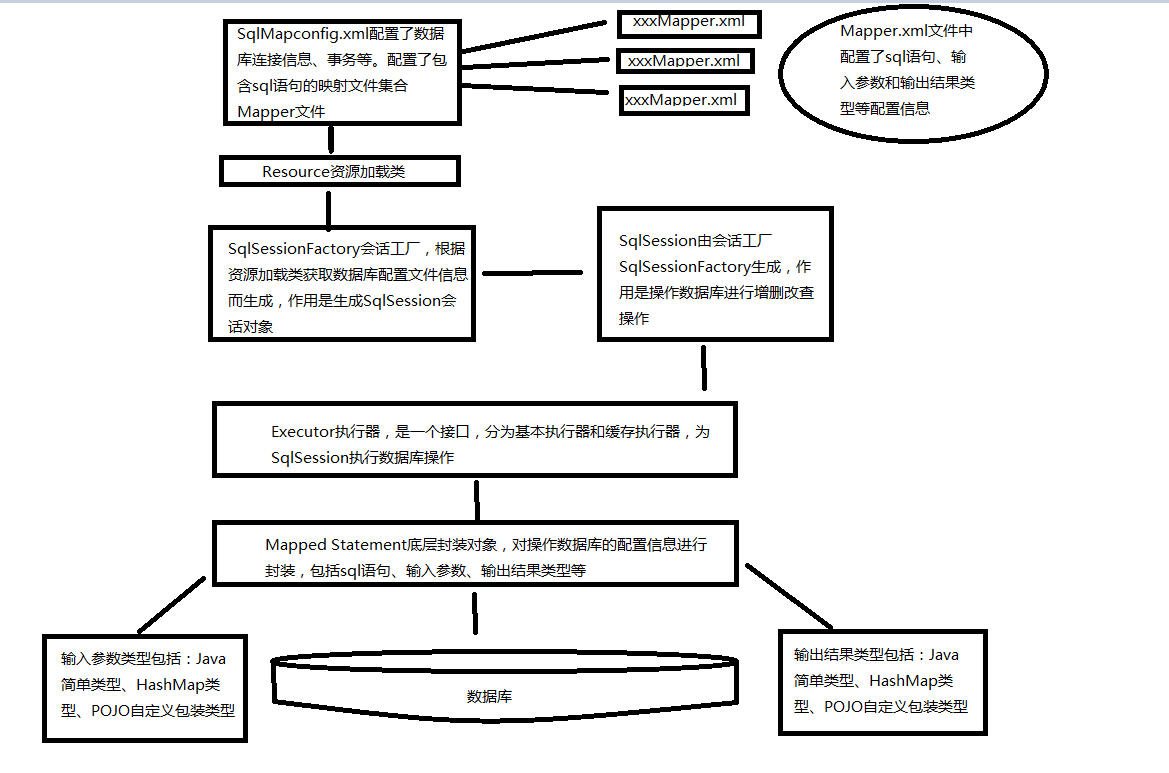 SqlMapconfig.xml配置了数据
库连接信息、事务等。配置了包
含sql语句的映射文件集合
Mapper文件
xxxMapper.xml
xxxMapper.xml
xxxMapper.xml
Mapper.xml文件中
配置了sql语句、输
入参数和输出结果类
型等配置信息
Resource资源加载类
SqlSessionFactory会话工厂，根据
资源加载类获取数据库配置文件信息
而生成，作用是生成SqlSession会
话对象
SqlSession由会话工厂
SqlSessionFactory生成，作
用是操作数据库进行增删改查
操作
Executor执行器，是一个接口，分为基本执行器和缓存执行器，为
SqlSession执行数据库操作
Mapped Statement底层封装对象，对操作数据库的配置信息进行
封装，包括sql语句、输入参数、输出结果类型等
输入参数类型包括：Java
简单类型、HashMap类
型、POJO自定义包装类型
数据库
输出结果类型包括：Java
简单类型、HashMap类
型、POJO自定义包装类型